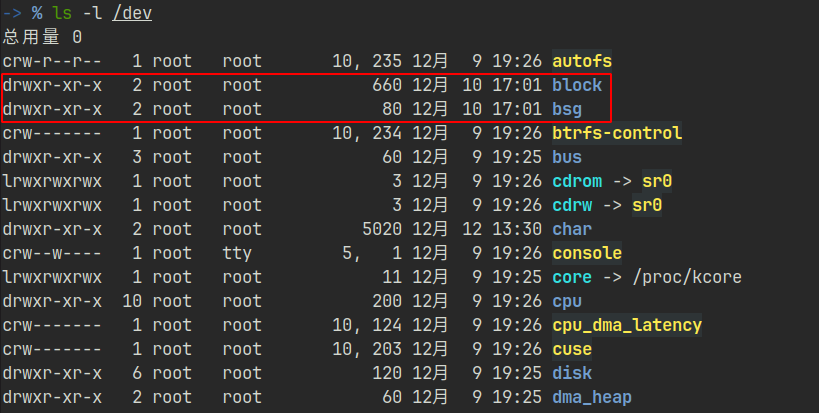 -> % ls -l /dev
总用量 0
crw-r--r--   1 root   root       10, 235 12月  9 19:26 autofs
drwxr-xr-x   2 root   root           660 12月 10 17:01 block
drwxr-xr-x   2 root   root            80 12月 10 17:01 bsg
crw-------   1 root   root       10, 234 12月  9 19:26 btrfs-control
drwxr-xr-x   3 root   root            60 12月  9 19:25 bus
lrwxrwxrwx   1 root   root             3 12月  9 19:26 cdrom -> sr0
lrwxrwxrwx   1 root   root             3 12月  9 19:26 cdrw -> sr0
drwxr-xr-x   2 root   root          5020 12月 12 13:30 char
crw--w----   1 root   tty         5,   1 12月  9 19:26 console
lrwxrwxrwx   1 root   root            11 12月  9 19:25 core -> /proc/kcore
drwxr-xr-x  10 root   root           200 12月  9 19:26 cpu
crw-------   1 root   root       10, 124 12月  9 19:26 cpu_dma_latency
crw-------   1 root   root       10, 203 12月  9 19:26 cuse
drwxr-xr-x   6 root   root           120 12月  9 19:25 disk
drwxr-xr-x   2 root   root            60 12月  9 19:25 dma_heap